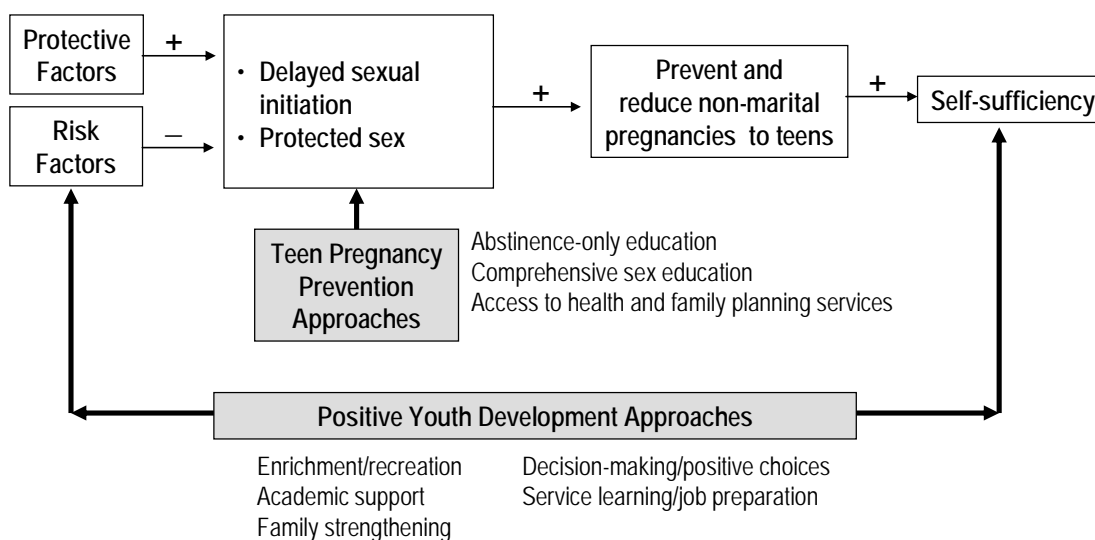 Protective
Factors
+
Risk
Factors
–
• Delayed sexual
initiation
• Protected sex
+
Prevent and
reduce non-marital
pregnancies to teens
+
Self-sufficiency
Teen Pregnancy
Prevention
Approaches
Abstinence-only education
Comprehensive sex education
Access to health and family planning services
Positive Youth Development Approaches
Enrichment/recreation
Academic support
Family strengthening
Decision-making/positive choices
Service learning/job preparation